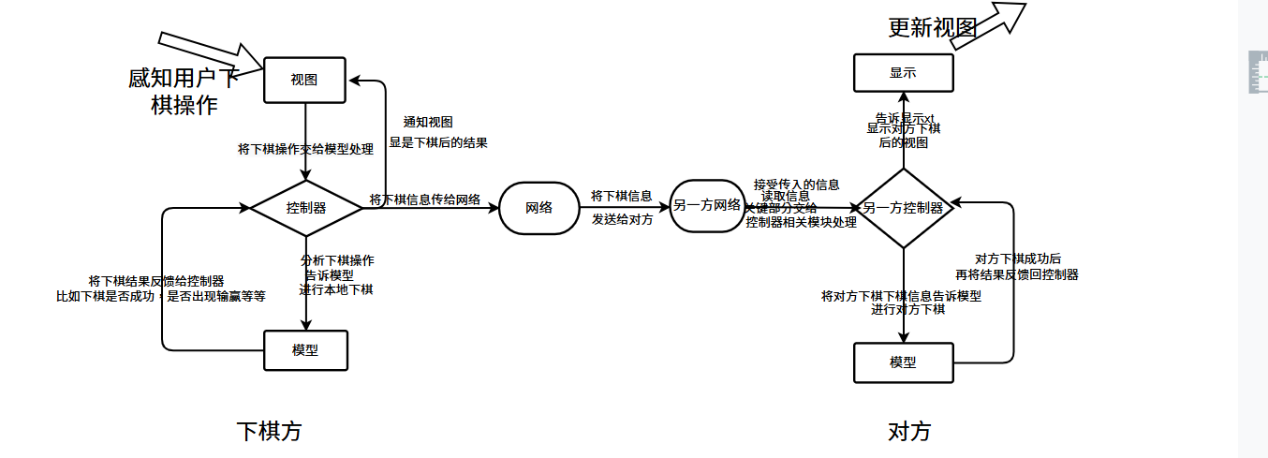 更新视图
感知用户下
棋操作
视图
显示
通知视图
显是下棋后的结果
将下棋操作交给模型处理
告诉显示xt
显示对方下棋
后的视图
控制器
将下棋信息传给网络
网络
将下棋信息
发送给对方
另一方网络
接受传入的信息
读取信息
关键部分交给
控制器相关模块处理
另一方控制器
分析下棋操作
告诉模型
进行本地下棋
将下棋结果反馈给控制器
比如下棋是否成功，是否出现输赢等等
对方下棋成功后
再将结果反馈回控制器
将对方下棋下棋信息告诉模型
进行对方下棋
模型
模型
下棋方
对方